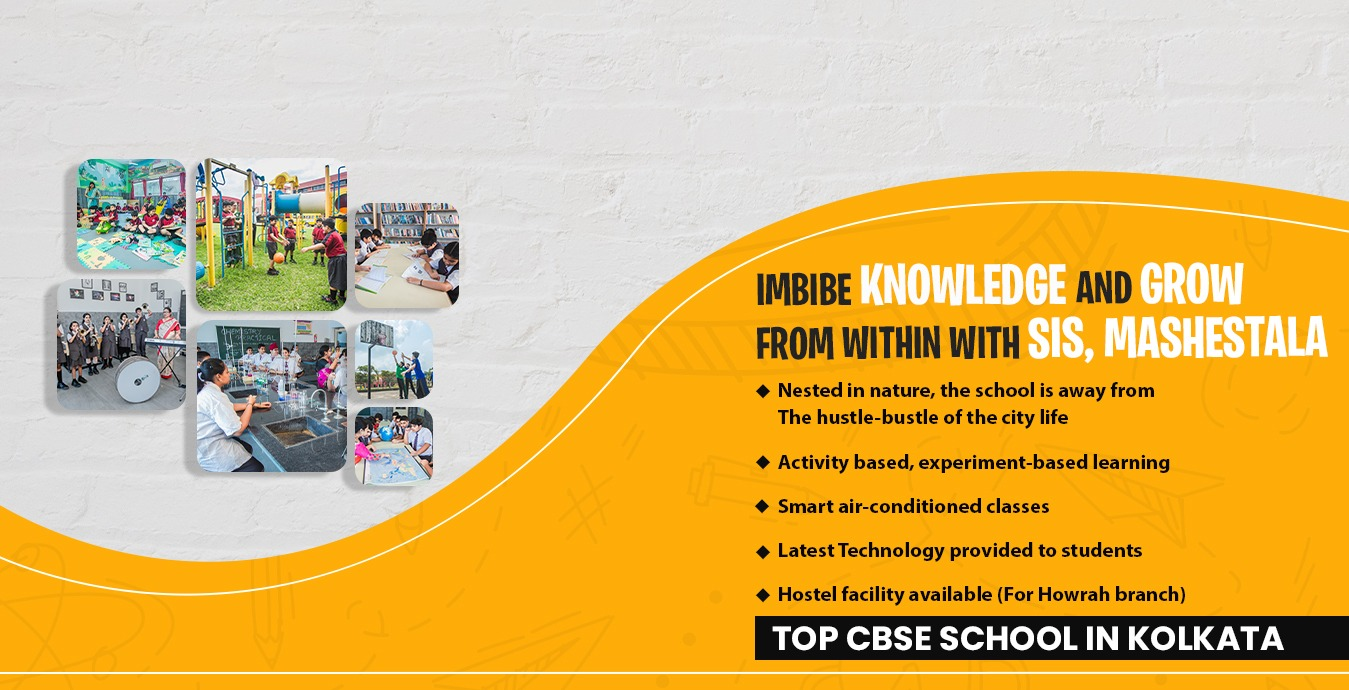 IMBIBE KNOWLEDGE AND GROW
FROM WITHIN WITH SIS, MASHESTALA
◆ Nested in nature, the school is away from
The hustle-bustle of the city life
◆ Activity based, experiment-based learning
◆ Smart air-conditioned classes
◆ Latest Technology provided to students
◆ Hostel facility available (For Howrah branch)
TOP CBSE SCHOOL IN KOLKATA
CHEMISTRY